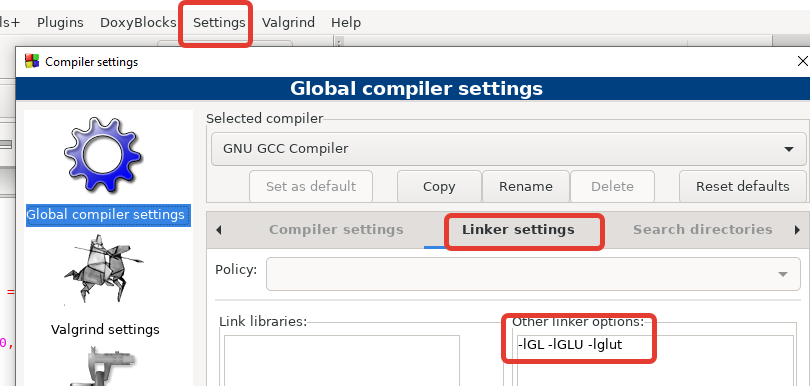 ls+ Plugins DoxyBlocks Settings Valgrind Help
Compiler settings
Global compiler settings
Selected compiler
GNU GCC Compiler
Set as default Copy Rename Delete Reset defaults
Global compiler settings
Compiler settings Linker settings Search directories
Policy:
=
Valgrind settings
Link libraries: Other linker options:
0,
-lGL -lGLU -lglut